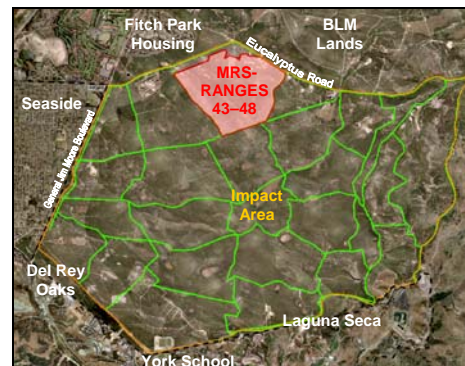 Fitch Park
Housing
BLM
Lands
Eucalyptus Road
MRS-
RANGES
43–48
Seaside
General Jim Moore Boulevard
Impact
Area
Del Rey
Oaks
Laguna Seca
York School